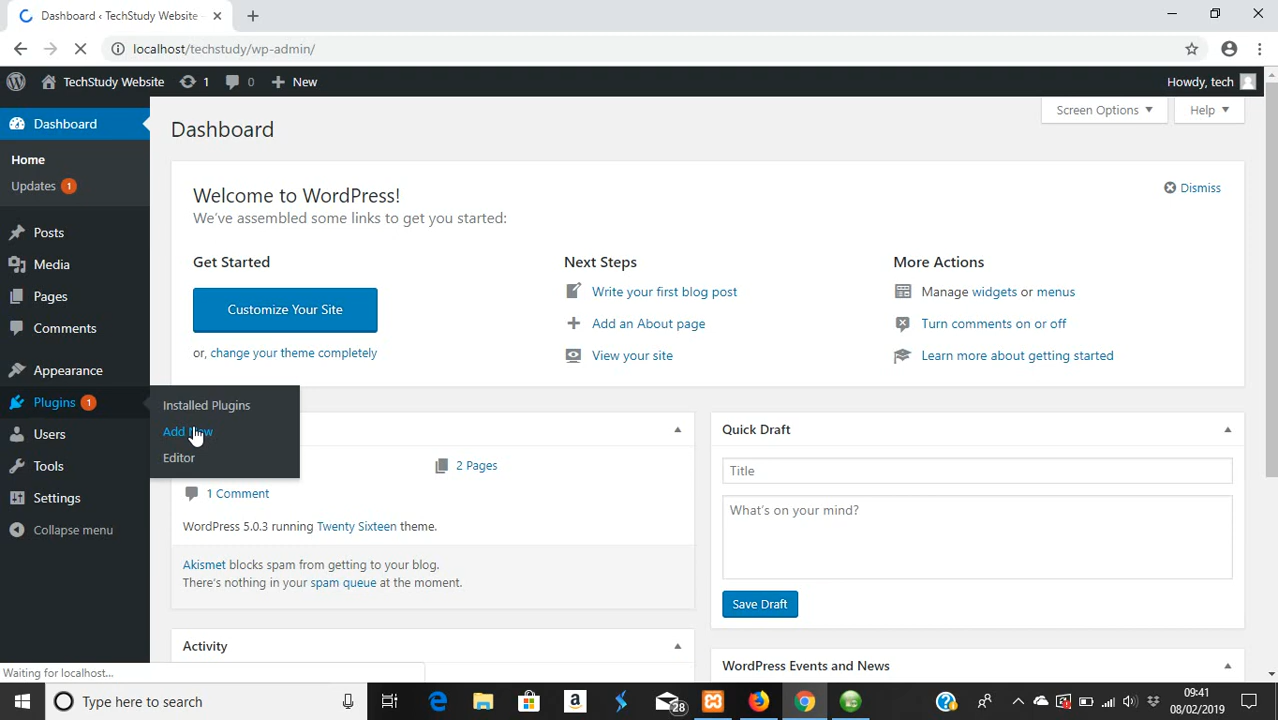 Dashboard ‹ TechStudy Website -
localhost/techstudy/wp-admin/
TechStudy Website 1 0 New
Howdy, tech
Dashboard
Home
Updates 1
Posts
Media
Pages
Comments
Appearance
Plugins 1
Users
Tools
Settings
Collapse menu
Installed Plugins
Add New
Editor
Screen Options
Help
Dashboard
Welcome to WordPress!
We've assembled some links to get you started:
Dismiss
Get Started
Customize Your Site
or, change your theme completely
Next Steps
Write your first blog post
Add an About page
View your site
More Actions
Manage widgets or menus
Turn comments on or off
Learn more about getting started
2 Pages
1 Comment
WordPress 5.0.3 running Twenty Sixteen theme.
Akismet blocks spam from getting to your blog.
There's nothing in your spam queue at the moment.
Activity
Quick Draft
Title
What's on your mind?
Save Draft
WordPress Events and News
Waiting for localhost...
Type here to search
28
09:41
08/02/2019